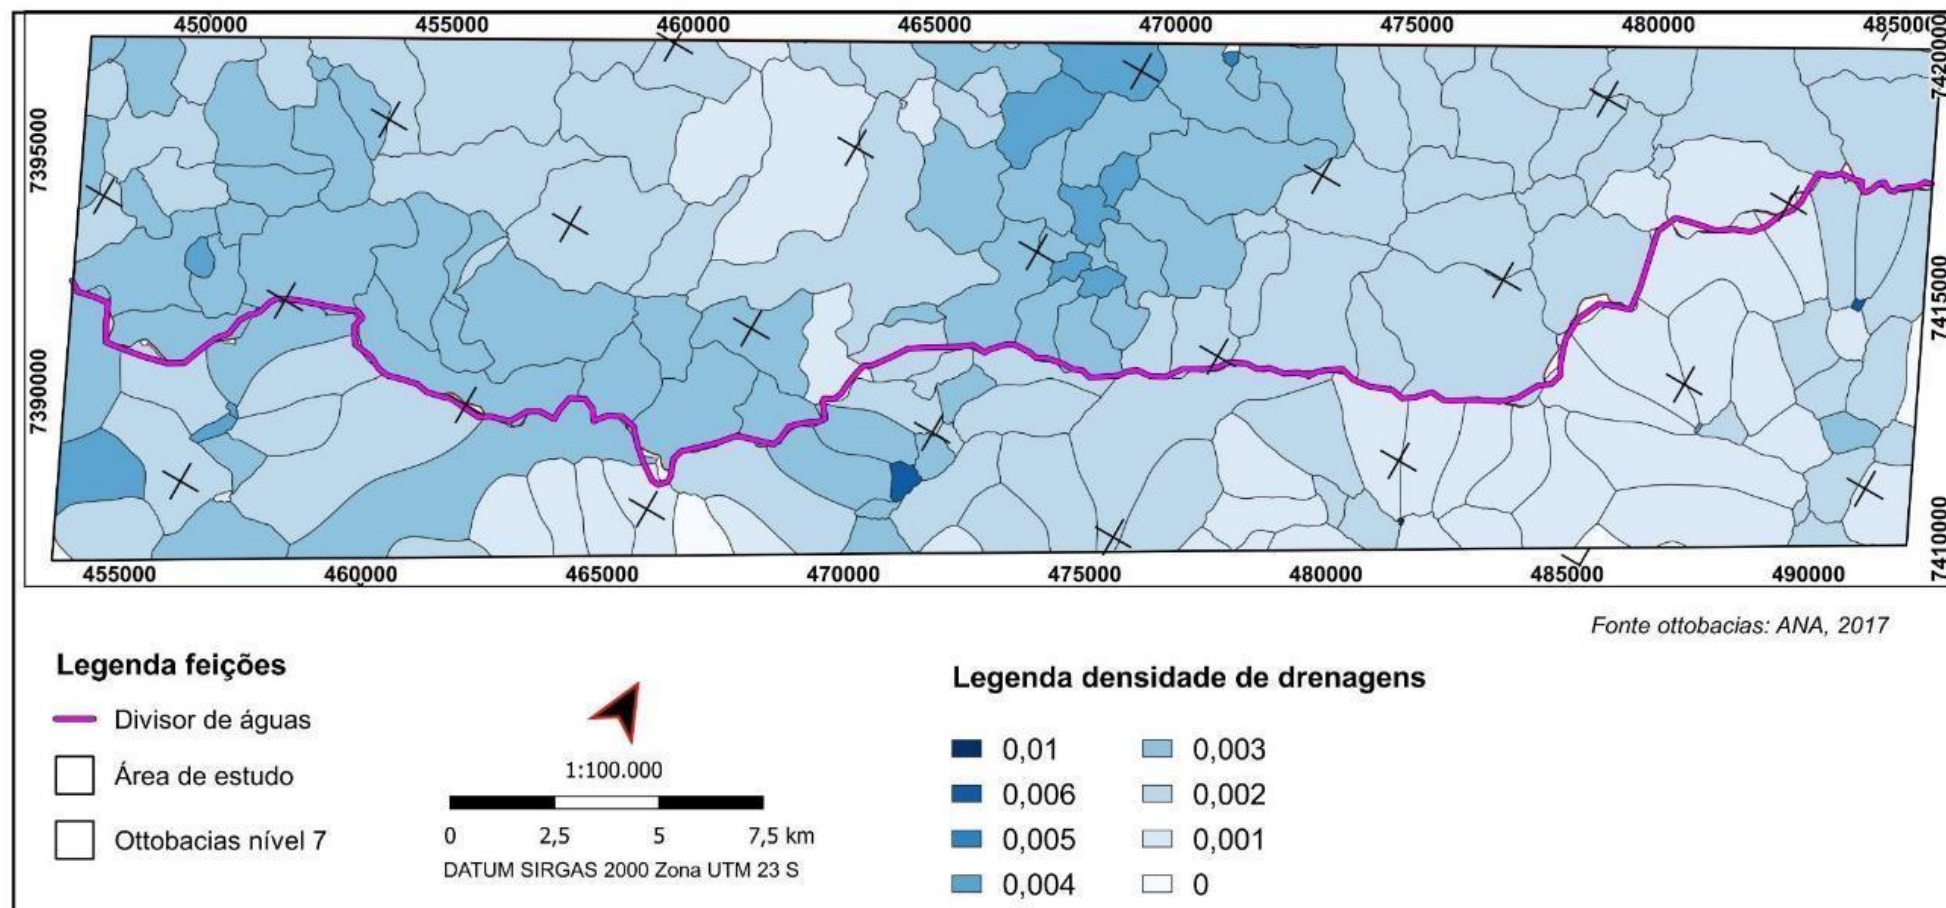 450000 455000 460000 465000 470000 475000 480000 485000
7420000
7395000
7415000
7390000
7410000
455000 460000 465000 470000 475000 480000 485000 490000
Fonte ottobacias: ANA, 2017
Legenda feições
Divisor de águas
Área de estudo
Ottobacias nível 7
1:100.000
0 2,5 5 7,5 km
DATUM SIRGAS 2000 Zona UTM 23 S
Legenda densidade de drenagens
0,01 0,003
0,006 0,002
0,005 0,001
0,004 0